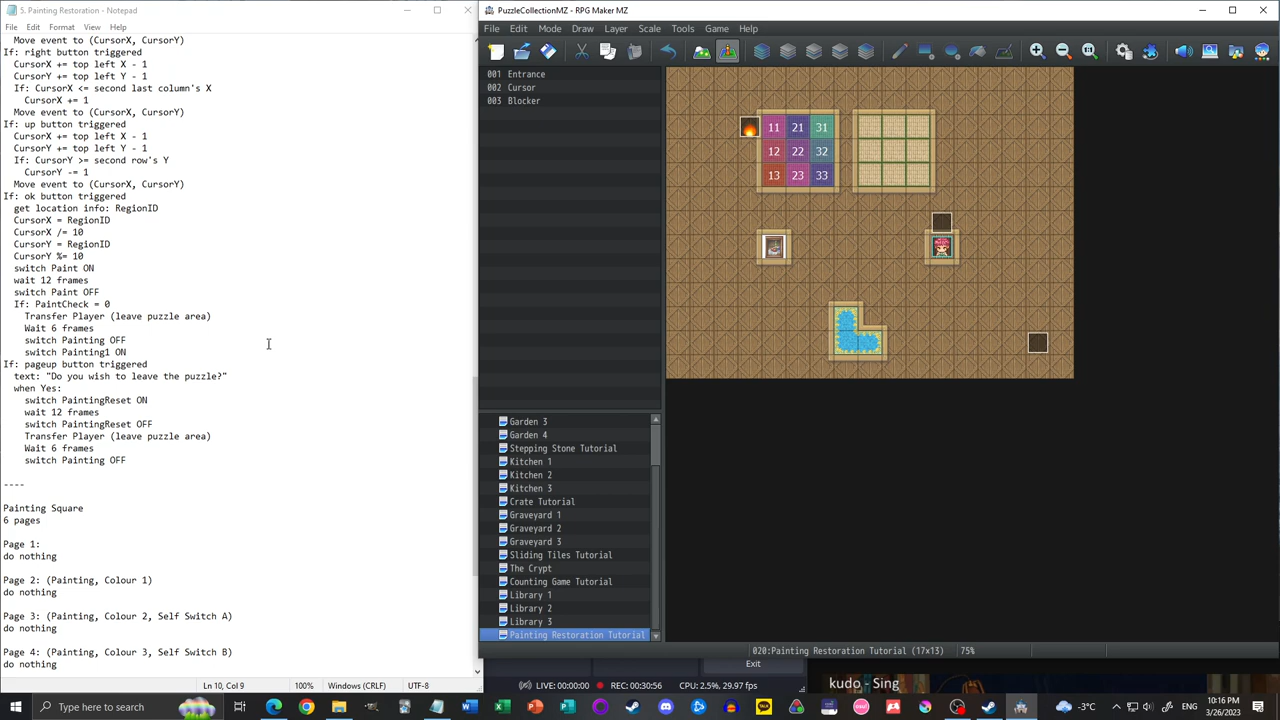 5. Painting Restoration - Notepad
File Edit Format View Help
Move event to (CursorX, CursorY)
If: right button triggered
CursorX += top left X - 1
CursorY += top left Y - 1
If: CursorX <= second last column's X
CursorX += 1
Move event to (CursorX, CursorY)
If: up button triggered
CursorX += top left X - 1
CursorY += top left Y - 1
If: CursorY >= second row's Y
CursorY -= 1
Move event to (CursorX, CursorY)
If: ok button triggered
get location info: RegionID
CursorX = RegionID
CursorX /= 10
CursorY = RegionID
CursorY %= 10
switch Paint ON
wait 12 frames
switch Paint OFF
If: PaintCheck = 0
Transfer Player (leave puzzle area)
Wait 6 frames
switch Painting OFF
switch Painting1 ON
If: pageup button triggered
text: "Do you wish to leave the puzzle?"
when Yes:
switch PaintingReset ON
wait 12 frames
switch PaintingReset OFF
Transfer Player (leave puzzle area)
Wait 6 frames
switch Painting OFF
----
Painting Square
6 pages
Page 1:
do nothing
Page 2: (Painting, Colour 1)
do nothing
Page 3: (Painting, Colour 2, Self Switch A)
do nothing
Page 4: (Painting, Colour 3, Self Switch B)
do nothing
Ln 10, Col 9 100% Windows (CRLF) UTF-8
PuzzleCollectionMZ - RPG Maker MZ
File Edit Mode Draw Layer Scale Tools Game Help
001 Entrance
002 Cursor
003 Blocker
11 21 31
12 22 32
13 23 33
Garden 3
Garden 4
Stepping Stone Tutorial
Kitchen 1
Kitchen 2
Kitchen 3
Crate Tutorial
Graveyard 1
Graveyard 2
Graveyard 3
Sliding Tiles Tutorial
The Crypt
Counting Game Tutorial
Library 1
Library 2
Library 3
Painting Restoration Tutorial
020:Painting Restoration Tutorial (17×13) 75%
Exit
LIVE: 00:00:00 REC: 00:30:56 CPU: 2.5%, 29.97 fps
kudo - Sing
Type here to search
-3°C
ENG
10:16 PM
3/26/2023